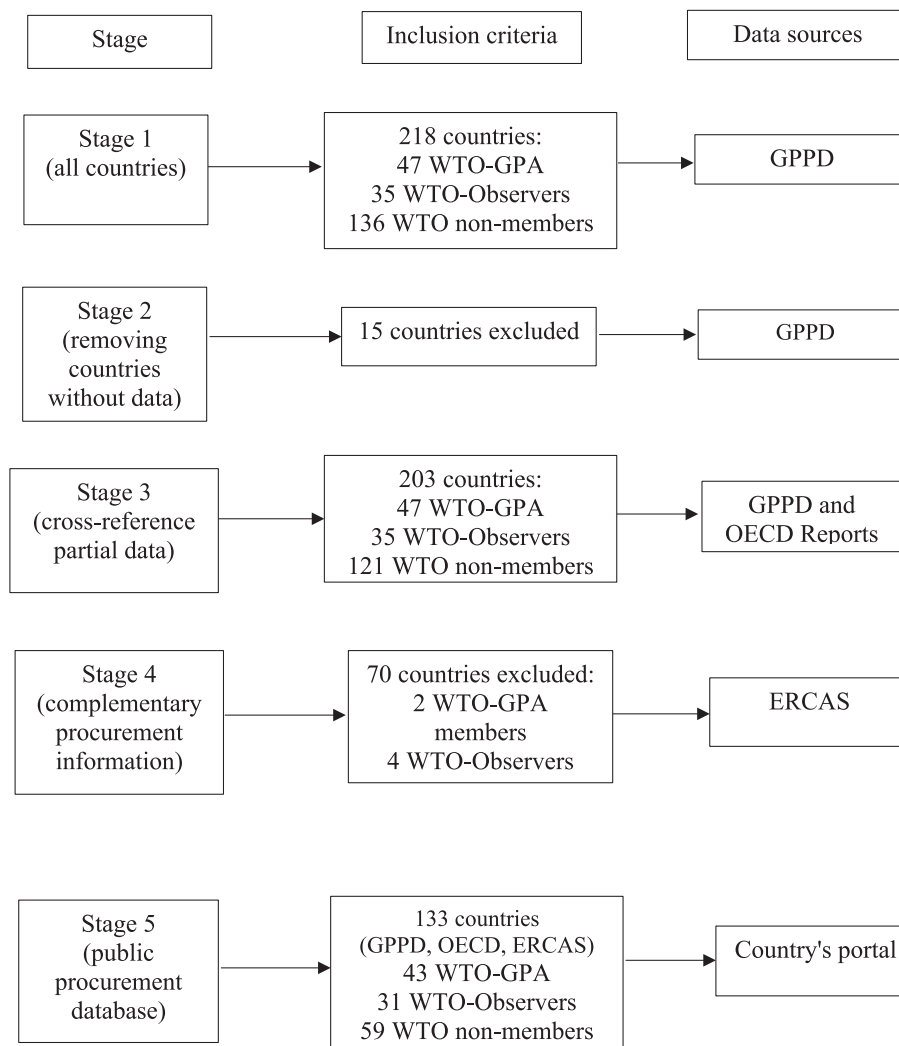 Stage
Inclusion criteria
Data sources
Stage 1
(all countries)
218 countries:
47 WTO-GPA
35 WTO-Observers
136 WTO non-members
GPPD
Stage 2
(removing
countries
without data)
15 countries excluded
GPPD
Stage 3
(cross-reference
partial data)
203 countries:
47 WTO-GPA
35 WTO-Observers
121 WTO non-members
GPPD and
OECD Reports
Stage 4
(complementary
procurement
information)
70 countries excluded:
2 WTO-GPA
members
4 WTO-Observers
ERCAS
Stage 5
(public
procurement
database)
133 countries
(GPPD, OECD, ERCAS)
43 WTO-GPA
31 WTO-Observers
59 WTO non-members
Country's portal